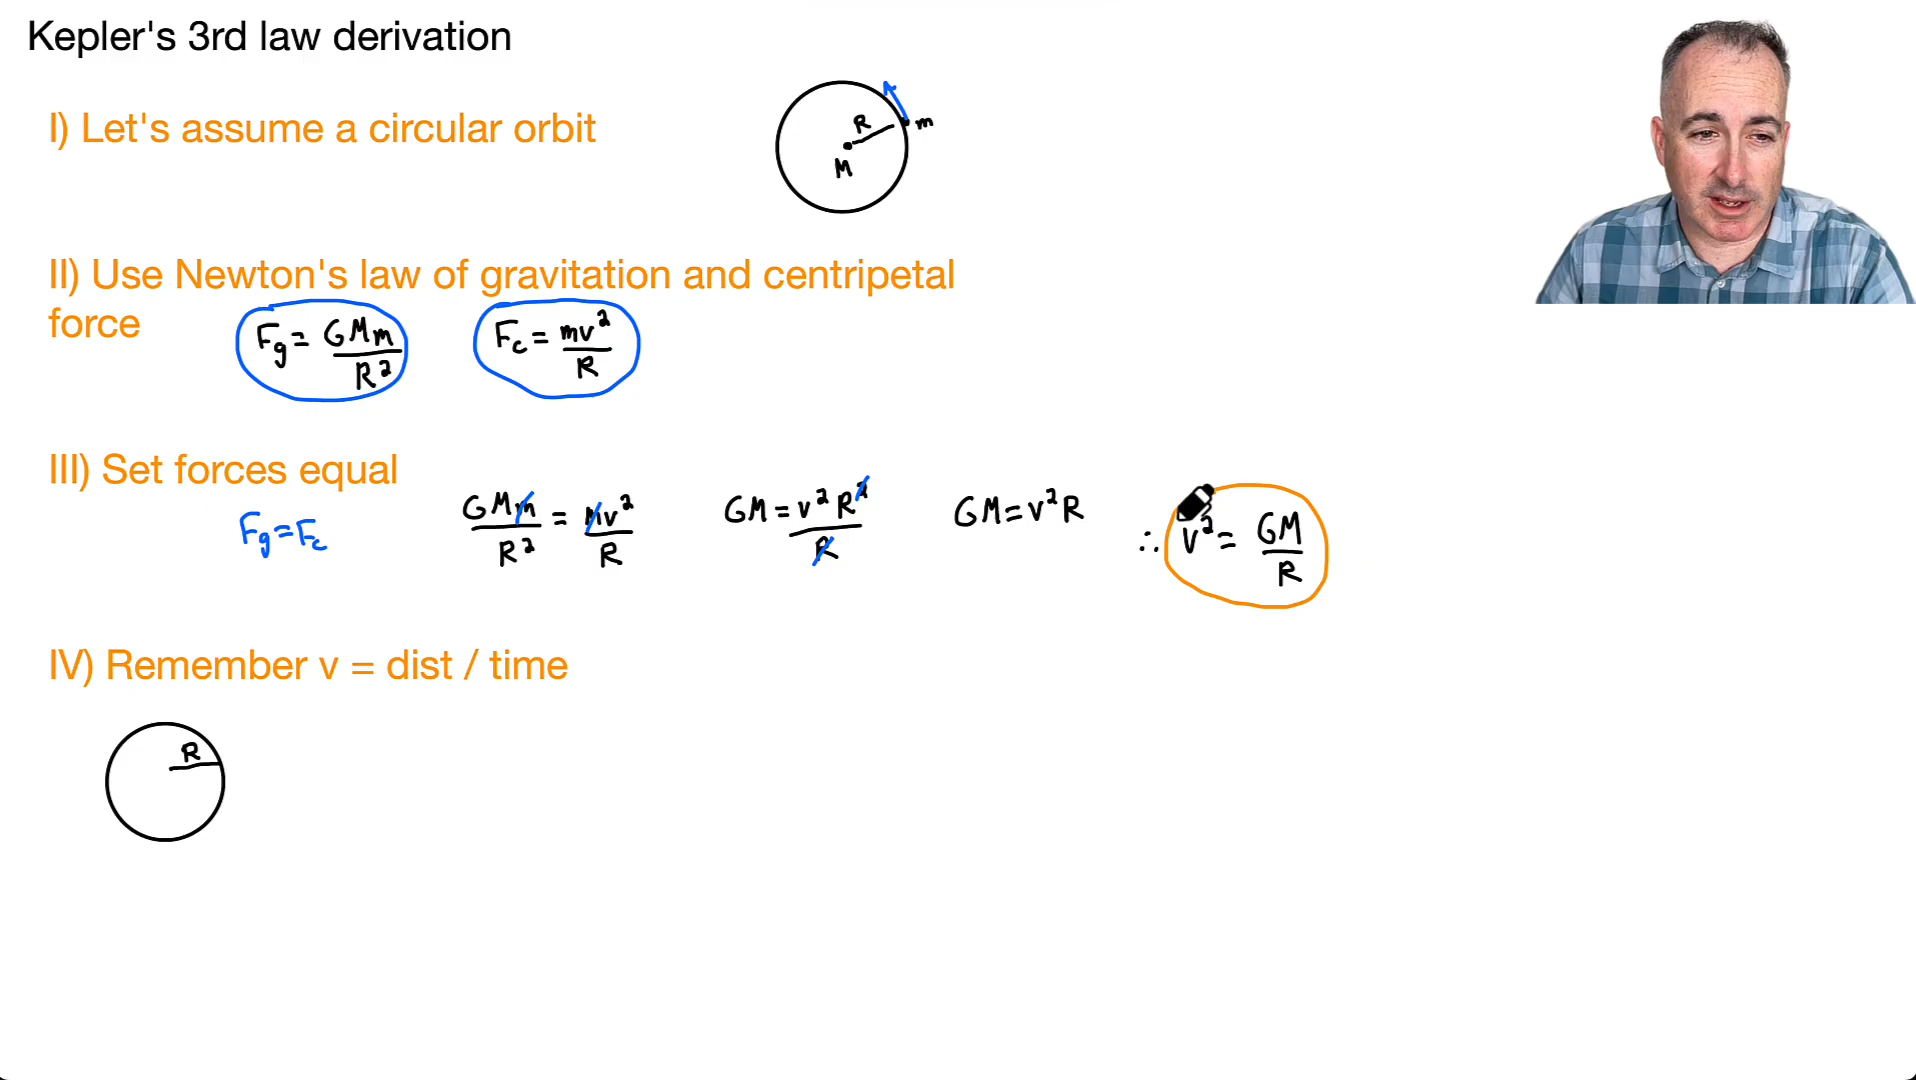 Kepler's 3rd law derivation
I) Let's assume a circular orbit
R
m
M
II) Use Newton's law of gravitation and centripetal
force
Fg = GMm/R²
Fc = mv²/R
III) Set forces equal
Fg = Fc
GMm/R² = mv²/R
GM = v²R²/R
GM = v²R
∴ v² = GM/R
IV) Remember v = dist / time
R